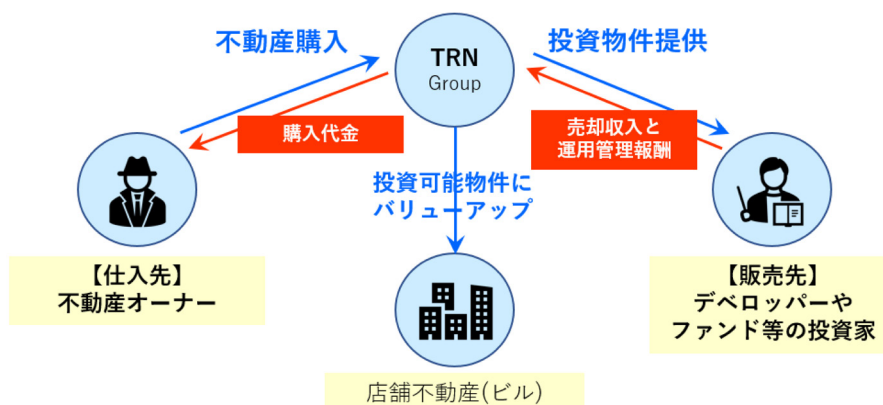 不動産購入
TRN
Group
投資物件提供
購入代金
売却収入と
運用管理報酬
投資可能物件に
バリューアップ
【仕入先】
不動産オーナー
【販売先】
デベロッパーや
ファンド等の投資家
店舗不動産(ビル)